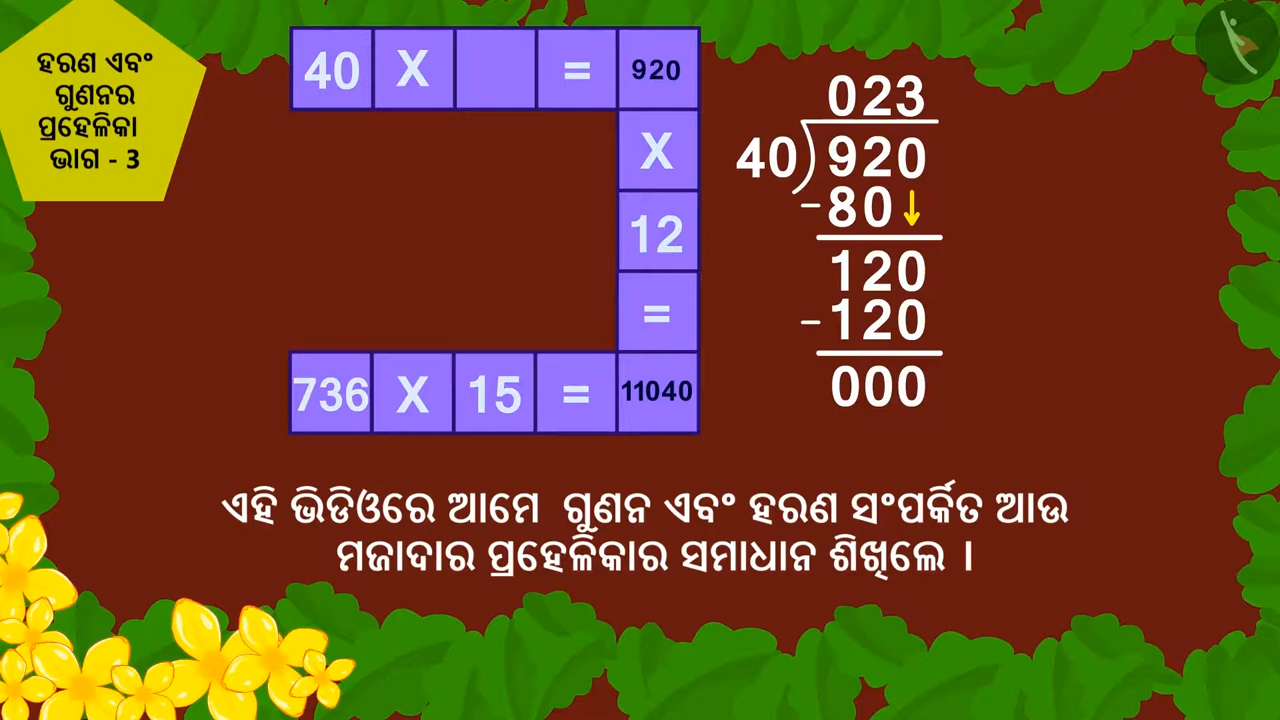 ହରଣ ଏବଂ
ଗୁଣନର
ପ୍ରହେଳିକା
ଭାଗ - 3
40 X = 920
X
12
=
736 X 15 = 11040
023
40)920
-80↓
120
-120
000
ଏହି ଭିଡିଓରେ ଆମେ ଗୁଣନ ଏବଂ ହରଣ ସଂପର୍କିତ ଆଉ
ମଜାଦାର ପ୍ରହେଳିକାର ସମାଧାନ ଶିଖିଲେ ।